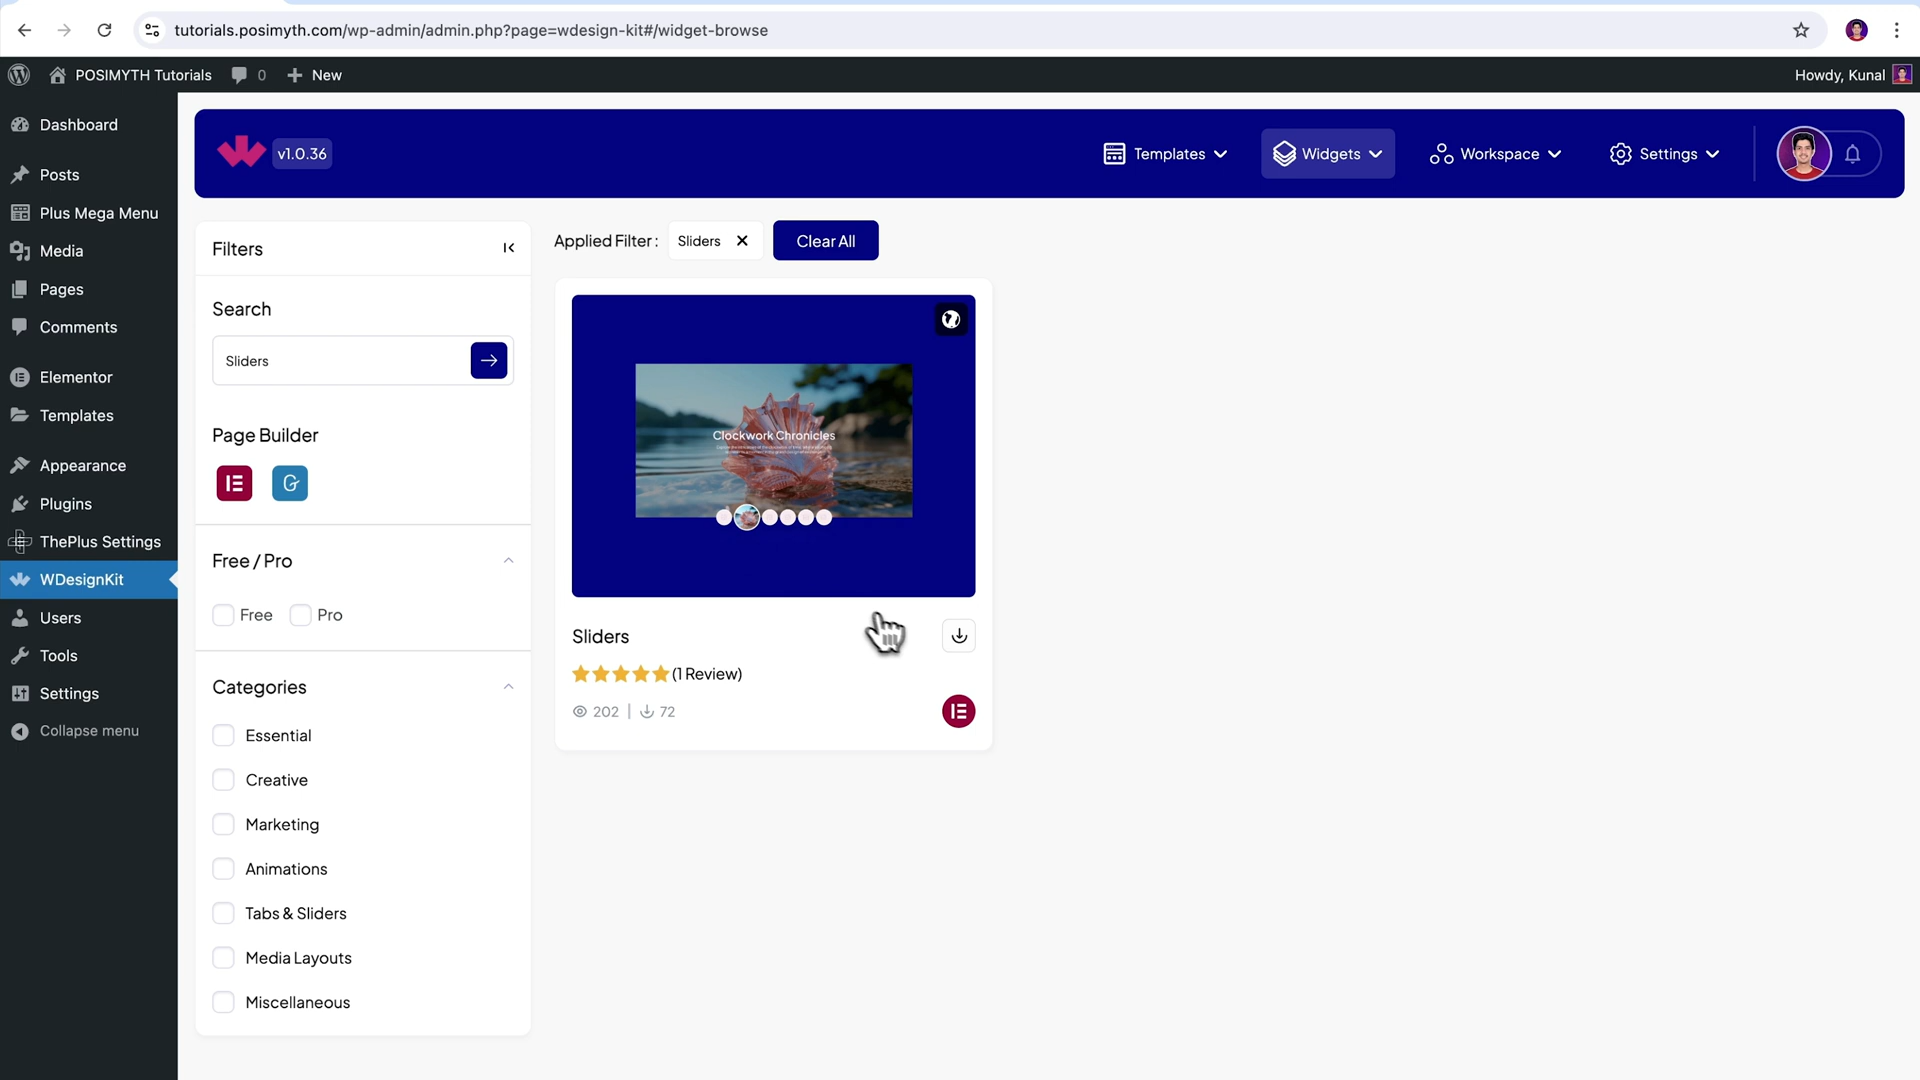 tutorials.posimyth.com/wp-admin/admin.php?page=wdesign-kit#/widget-browse
POSIMYTH Tutorials
0
New
Howdy, Kunal
Dashboard
Posts
Plus Mega Menu
Media
Pages
Comments
Elementor
Templates
Appearance
Plugins
ThePlus Settings
WDesignKit
Users
Tools
Settings
Collapse menu
v1.0.36
Templates
Widgets
Workspace
Settings
Filters
Search
Sliders
Page Builder
Free / Pro
Free
Pro
Categories
Essential
Creative
Marketing
Animations
Tabs & Sliders
Media Layouts
Miscellaneous
Applied Filter :
Sliders
Clear All
Clockwork Chronicles
Sliders
(1 Review)
202 | 72